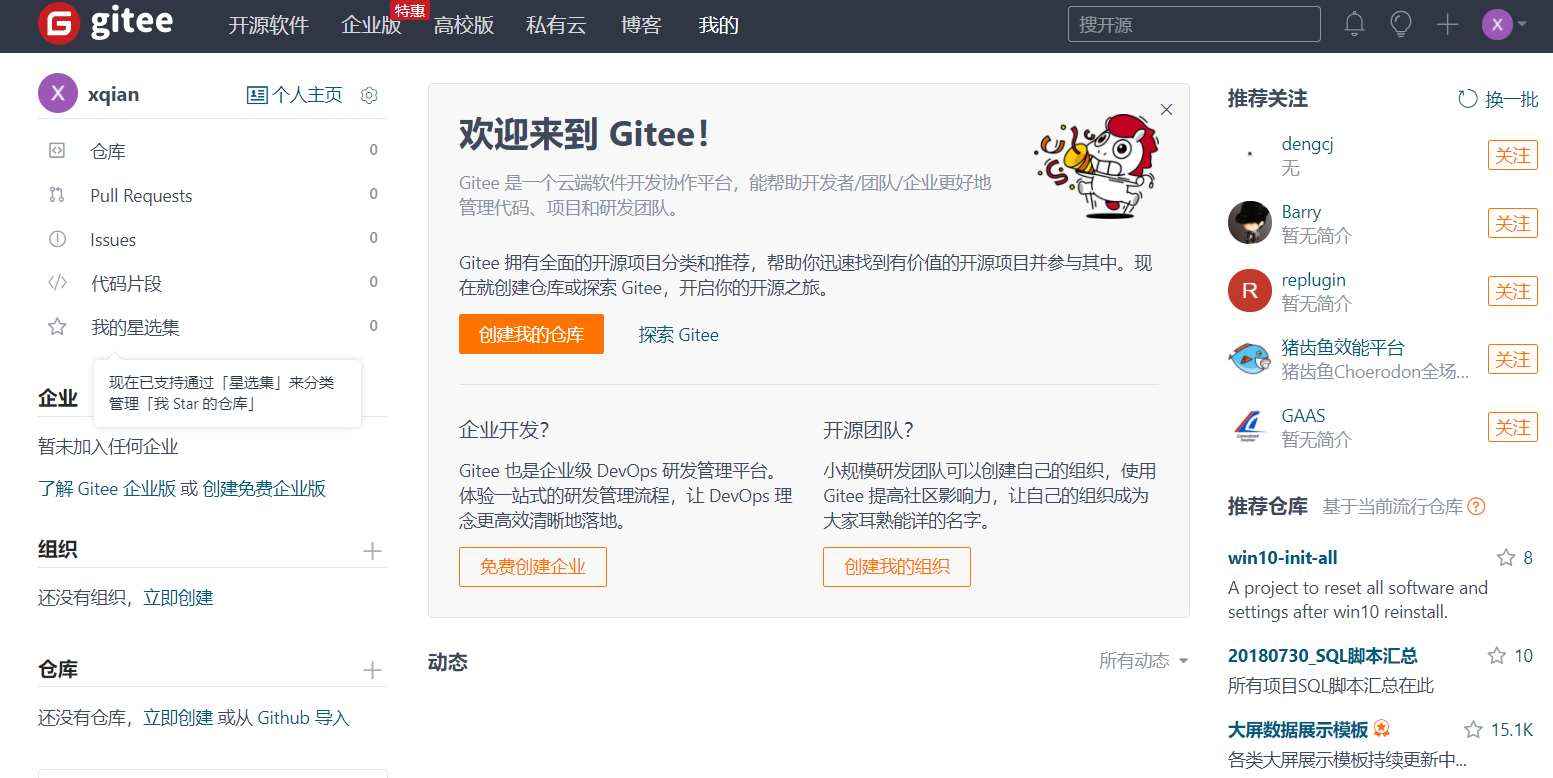 gitee
开源软件
企业版
特惠
高校版
私有云
博客
我的
搜开源
X
X
xqian
个人主页
仓库 0
Pull Requests 0
Issues 0
代码片段 0
我的星选集 0
现在已支持通过「星选集」来分类
管理「我 Star 的仓库」
企业
暂未加入任何企业
了解 Gitee 企业版 或 创建免费企业版
组织
还没有组织，立即创建
仓库
还没有仓库，立即创建 或从 Github 导入
欢迎来到 Gitee！
Gitee 是一个云端软件开发协作平台，能帮助开发者/团队/企业更好地
管理代码、项目和研发团队。
Gitee 拥有全面的开源项目分类和推荐，帮助你迅速找到有价值的开源项目并参与其中。现
在就创建仓库或探索 Gitee，开启你的开源之旅。
创建我的仓库
探索 Gitee
企业开发？
Gitee 也是企业级 DevOps 研发管理平台。
体验一站式的研发管理流程，让 DevOps 理
念更高效清晰地落地。
免费创建企业
开源团队？
小规模研发团队可以创建自己的组织，使用
Gitee 提高社区影响力，让自己的组织成为
大家耳熟能详的名字。
创建我的组织
动态
所有动态
推荐关注
换一批
dengcj
无
关注
Barry
暂无简介
关注
R
replugin
暂无简介
关注
猪齿鱼效能平台
猪齿鱼Choerodon全场...
关注
GAAS
暂无简介
关注
推荐仓库 基于当前流行仓库
win10-init-all 8
A project to reset all software and
settings after win10 reinstall.
20180730_SQL脚本汇总 10
所有项目SQL脚本汇总在此
大屏数据展示模板 15.1K
各类大屏展示模板持续更新中...